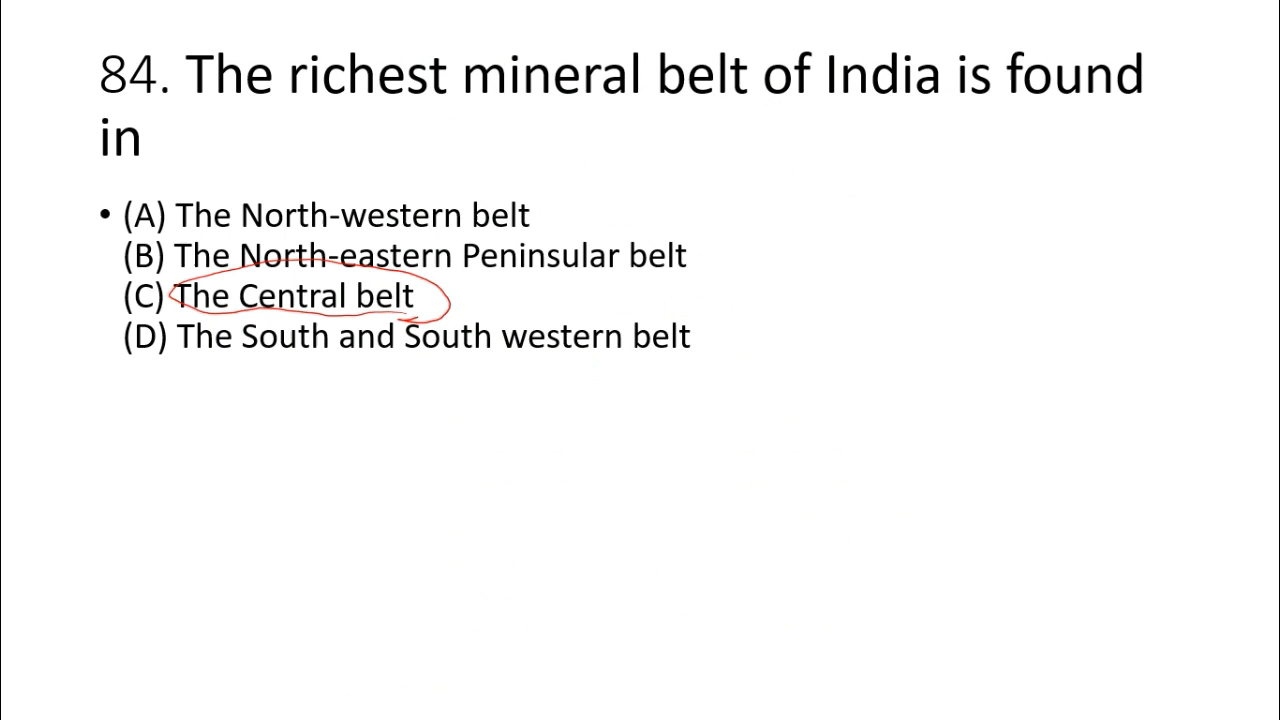 84. The richest mineral belt of India is found
in
• (A) The North-western belt
(B) The North-eastern Peninsular belt
(C) The Central belt
(D) The South and South western belt